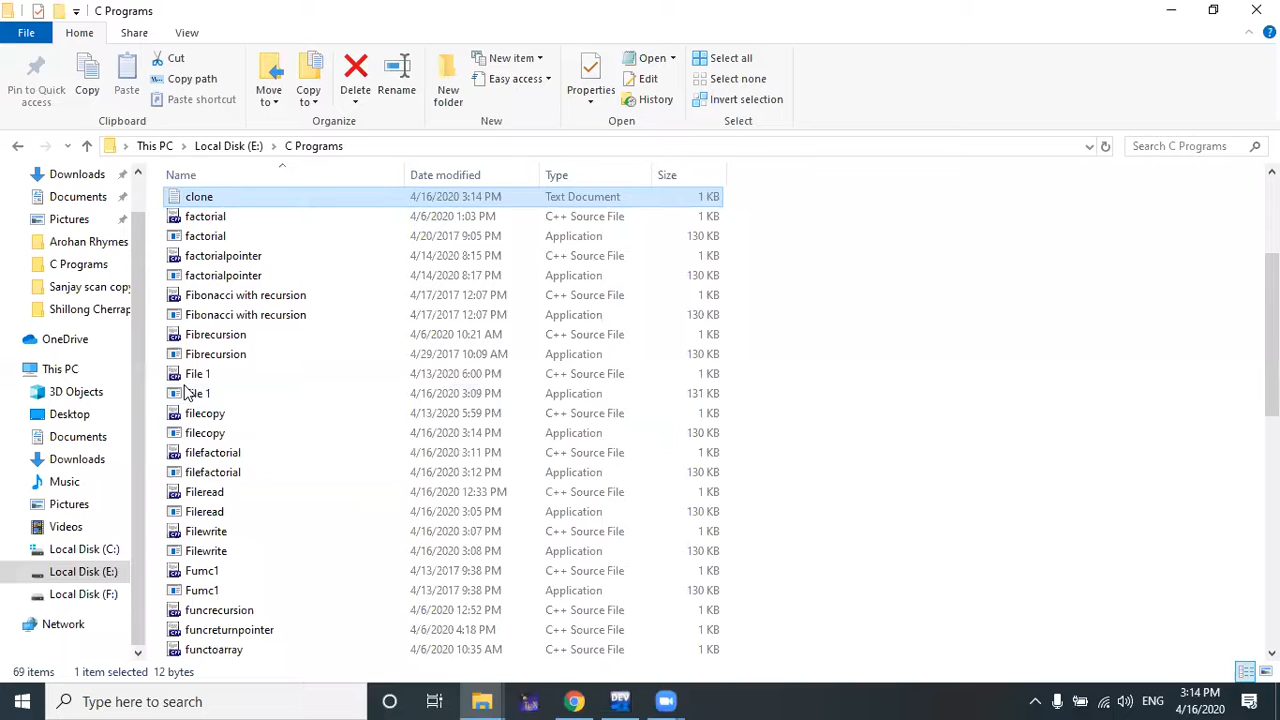 C Programs
File Home Share View
Pin to Quick access
Copy
Paste
Cut
Copy path
Paste shortcut
Clipboard
Move to
Copy to
Delete
Rename
Organize
New folder
New item
Easy access
New
Properties
Open
Edit
History
Open
Select all
Select none
Invert selection
Select
This PC > Local Disk (E:) > C Programs
Search C Programs
Downloads
Documents
Pictures
Arohan Rhymes
C Programs
Sanjay scan copy
Shillong Cherrap
OneDrive
This PC
3D Objects
Desktop
Documents
Downloads
Music
Pictures
Videos
Local Disk (C:)
Local Disk (E:)
Local Disk (F:)
Network
Name Date modified Type Size
clone 4/16/2020 3:14 PM Text Document 1 KB
factorial 4/6/2020 1:03 PM C++ Source File 1 KB
factorial 4/20/2017 9:05 PM Application 130 KB
factorialpointer 4/14/2020 8:15 PM C++ Source File 1 KB
factorialpointer 4/14/2020 8:17 PM Application 130 KB
Fibonacci with recursion 4/17/2017 12:07 PM C++ Source File 1 KB
Fibonacci with recursion 4/17/2017 12:07 PM Application 130 KB
Fibrecursion 4/6/2020 10:21 AM C++ Source File 1 KB
Fibrecursion 4/29/2017 10:09 AM Application 130 KB
File 1 4/13/2020 6:00 PM C++ Source File 1 KB
File 1 4/16/2020 3:09 PM Application 131 KB
filecopy 4/13/2020 5:59 PM C++ Source File 1 KB
filecopy 4/16/2020 3:14 PM Application 130 KB
filefactorial 4/16/2020 3:11 PM C++ Source File 1 KB
filefactorial 4/16/2020 3:12 PM Application 130 KB
Fileread 4/16/2020 12:33 PM C++ Source File 1 KB
Fileread 4/16/2020 3:05 PM Application 130 KB
Filewrite 4/16/2020 3:07 PM C++ Source File 1 KB
Filewrite 4/16/2020 3:08 PM Application 130 KB
Fumc1 4/13/2017 9:38 PM C++ Source File 1 KB
Fumc1 4/13/2017 9:38 PM Application 130 KB
funcrecursion 4/6/2020 12:52 PM C++ Source File 1 KB
funcreturnpointer 4/6/2020 4:18 PM C++ Source File 1 KB
functoarray 4/6/2020 10:35 AM C++ Source File 1 KB
69 items 1 item selected 12 bytes
Type here to search
DEV
ENG
3:14 PM
4/16/2020